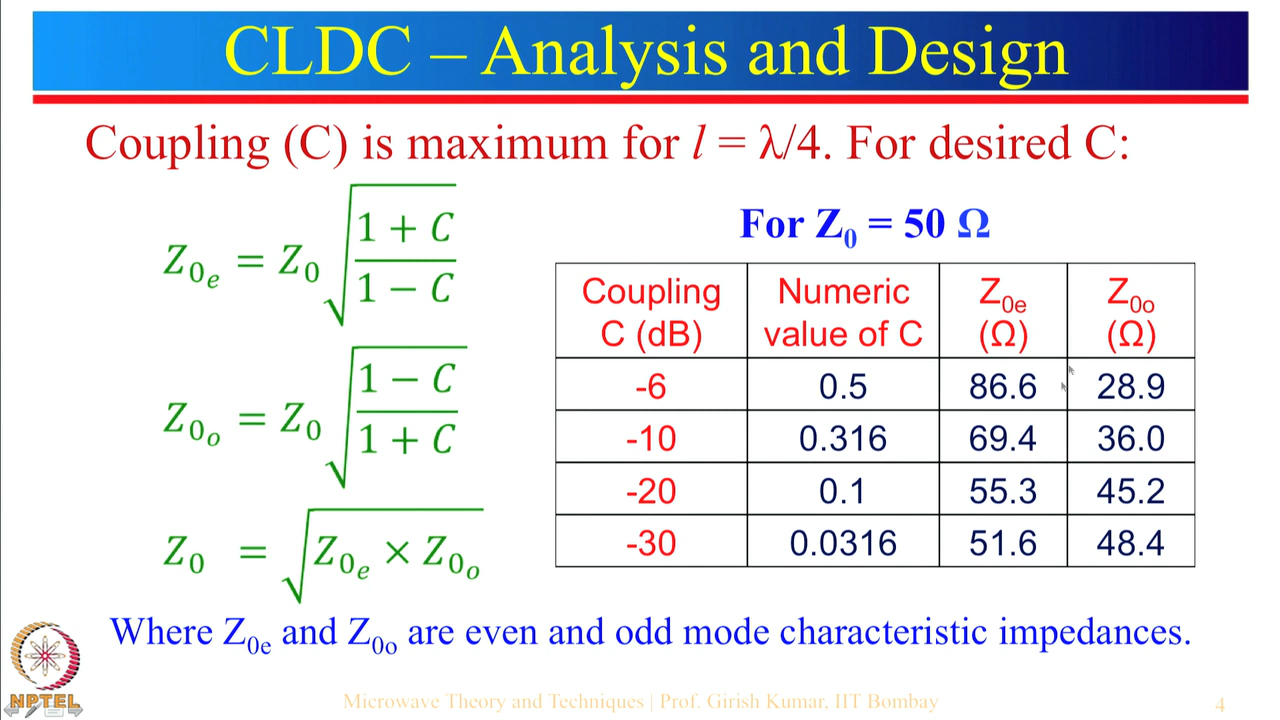 CLDC – Analysis and Design
Coupling (C) is maximum for l = λ/4. For desired C:
Z₀ₑ = Z₀ √((1 + C)/(1 − C))
Z₀ₒ = Z₀ √((1 − C)/(1 + C))
Z₀ = √(Z₀ₑ × Z₀ₒ)
For Z₀ = 50 Ω
Coupling C (dB) Numeric value of C Z₀ₑ (Ω) Z₀ₒ (Ω)
-6 0.5 86.6 28.9
-10 0.316 69.4 36.0
-20 0.1 55.3 45.2
-30 0.0316 51.6 48.4
Where Z₀ₑ and Z₀ₒ are even and odd mode characteristic impedances.
NPTEL
Microwave Theory and Techniques | Prof. Girish Kumar, IIT Bombay
4